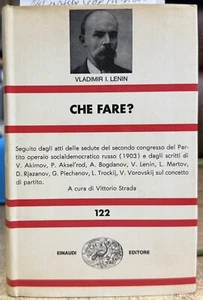 VLADIMIR I. LENIN
CHE FARE?
Seguito dagli atti delle sedute del secondo congresso del Par-
tito operaio socialdemocratico russo (1903) e dagli scritti di
V. Akimov, P. Aksel'rod, A. Bogdanov, V. Lenin, L. Martov,
D. Rjazanov, G. Plechanov, L. Trockij, V. Vorovskij sul concetto
di partito.
A cura di Vittorio Strada
122
EINAUDI EDITORE